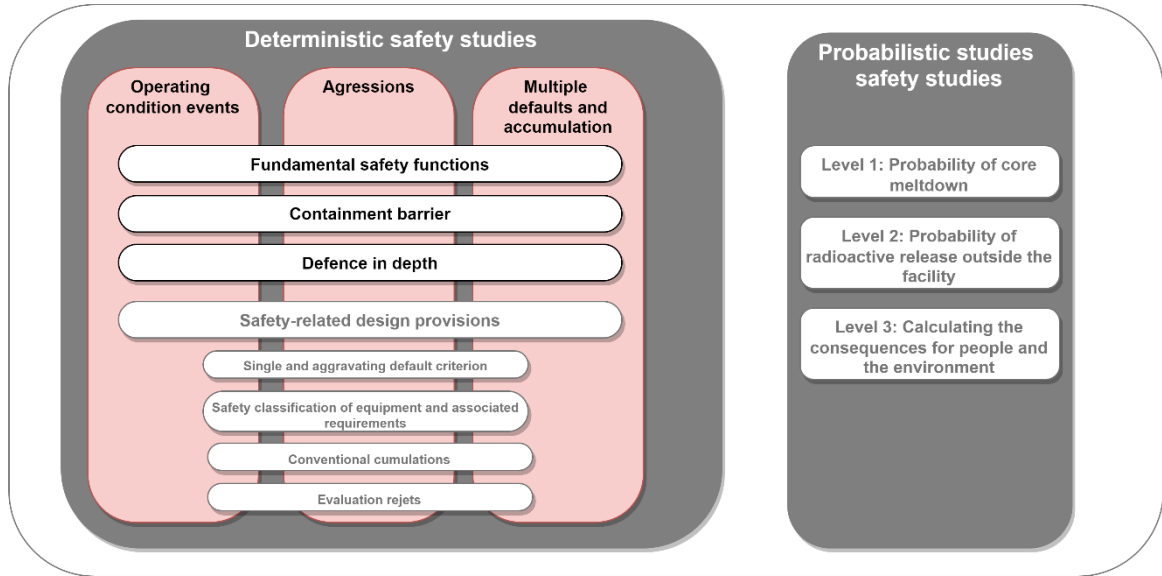 Deterministic safety studies
Operating
condition events
Agressions
Multiple
defaults and
accumulation
Fundamental safety functions
Containment barrier
Defence in depth
Safety-related design provisions
Single and aggravating default criterion
Safety classification of equipment and associated
requirements
Conventional cumulations
Evaluation rejets
Probabilistic studies
safety studies
Level 1: Probability of core
meltdown
Level 2: Probability of
radioactive release outside the
facility
Level 3: Calculating the
consequences for people and
the environment